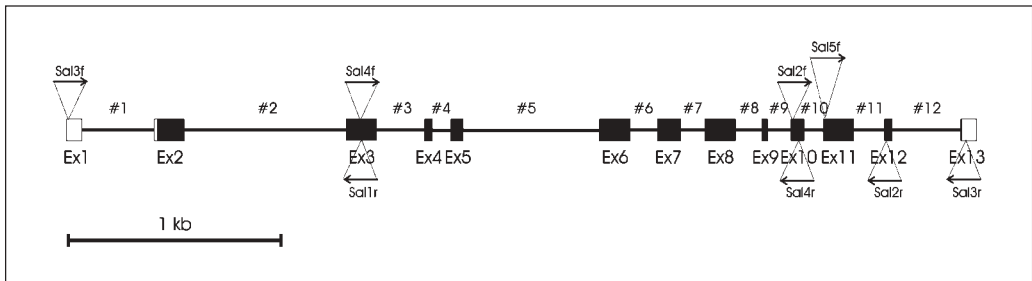 Sal5f
Sal3f Sal4f Sal2f
#1 #2 #3 #4 #5 #6 #7 #8 #9 #10 #11 #12
Ex1 Ex2 Ex3 Ex4 Ex5 Ex6 Ex7 Ex8 Ex9 Ex10 Ex11 Ex12 Ex13
Sal1r Sal4r Sal2r Sal3r
1 kb